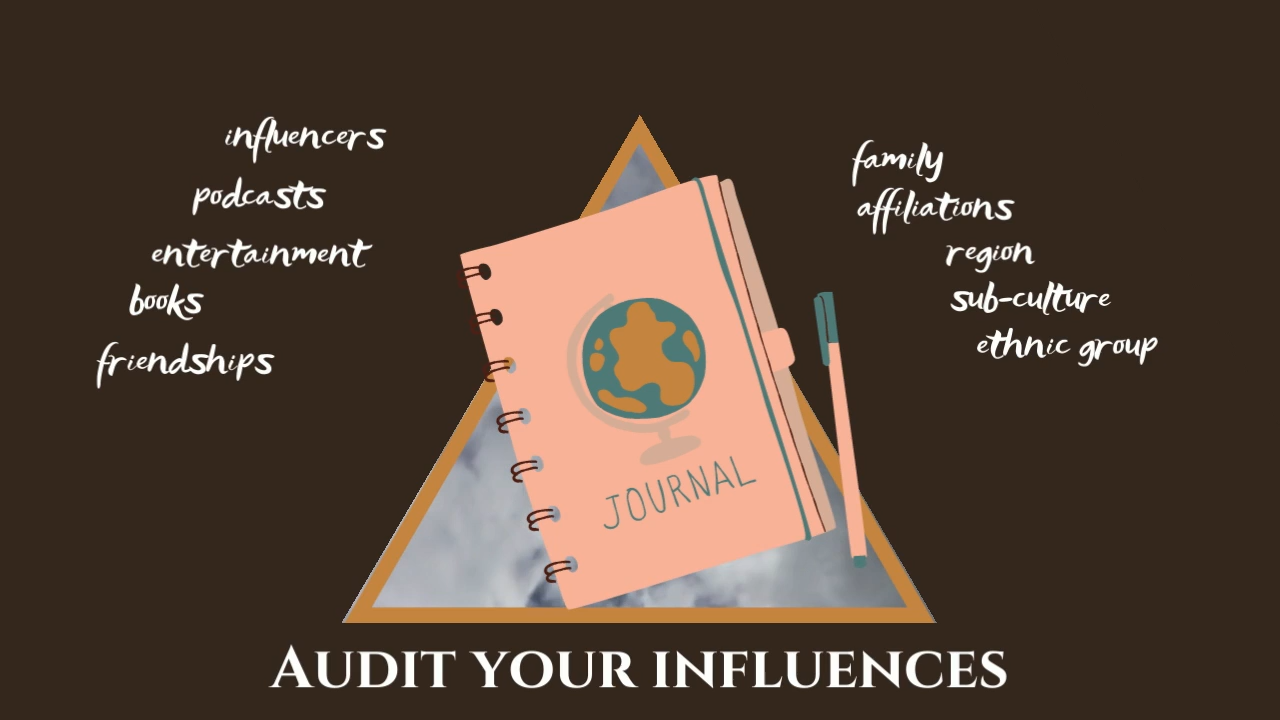 influencers
podcasts
entertainment
books
friendships
family
affiliations
region
sub-culture
ethnic group
JOURNAL
AUDIT YOUR INFLUENCES